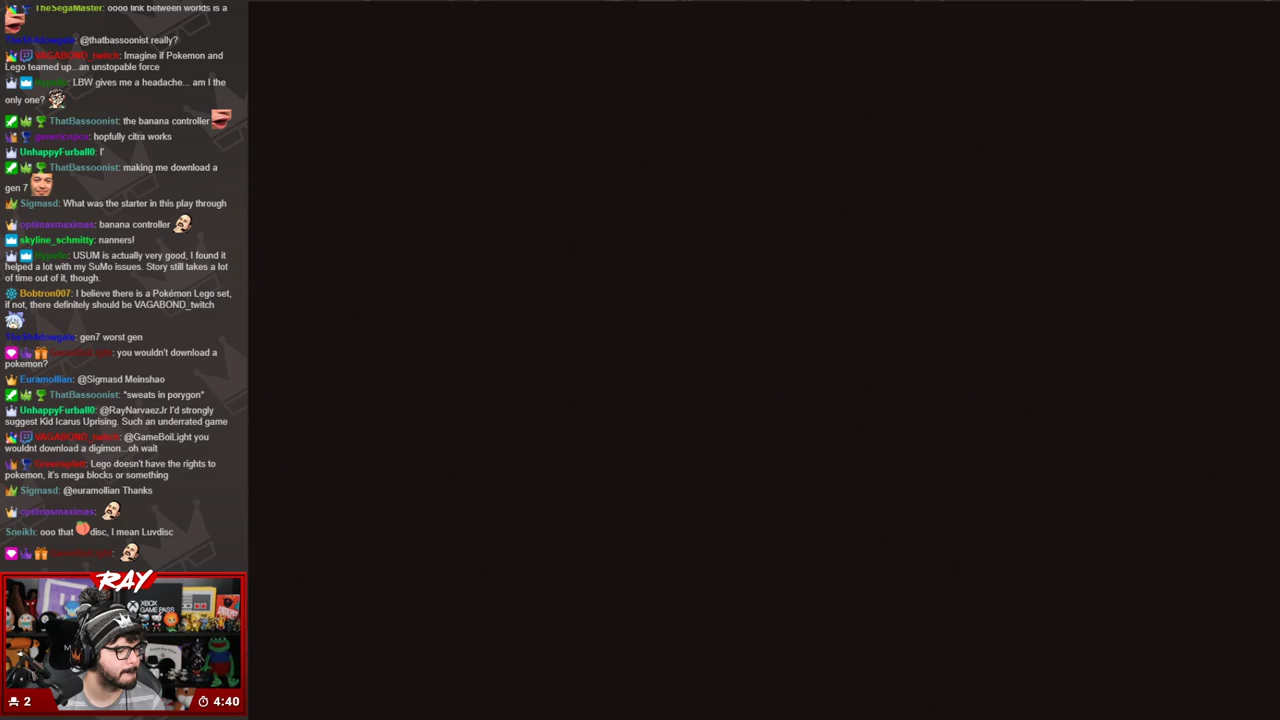 TheSegaMaster: oooo link between worlds is a
@thatbassoonist really?
VAGABOND_twitch: Imagine if Pokemon and
Lego teamed up...an unstopable force
Hypelle: LBW gives me a headache... am I the
only one?
ThatBassoonist: the banana controller
hopfully citra works
UnhappyFurball0: I'
ThatBassoonist: making me download a
gen 7
Sigmasd: What was the starter in this play through
optimasmaximas: banana controller
skyline_schmitty: nanners!
Hypelle: USUM is actually very good, I found it
helped a lot with my SuMo issues. Story still takes a lot
of time out of it, though.
Bobtron007: I believe there is a Pokémon Lego set,
if not, there definitely should be VAGABOND_twitch
gen7 worst gen
you wouldn't download a
pokemon?
Euramollian: @Sigmasd Meinshao
ThatBassoonist: *sweats in porygon*
UnhappyFurball0: @RayNarvaezJr I'd strongly
suggest Kid Icarus Uprising. Such an underrated game
VAGABOND_twitch: @GameBoiLight you
wouldnt download a digimon...oh wait
Lego doesn't have the rights to
pokemon, it's mega blocks or something
Sigmasd: @euramollian Thanks
optimasmaximas:
Sneikh: ooo that disc, I mean Luvdisc
RAY
XBOX
GAME PASS
2
4:40